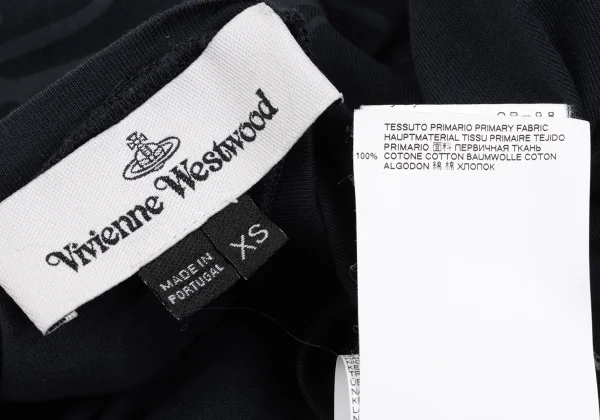 Vivienne Westwood
MADE IN
PORTUGAL
XS
TESSUTO PRIMARIO PRIMARY FABRIC
HAUPTMATERIAL TISSU PRIMAIRE TEJIDO
PRIMARIO 面料 ПЕРВИЧНАЯ ТКАНЬ
100% COTONE COTTON BAUMWOLLE COTON
ALGODON 綿 棉 ХЛОПОК